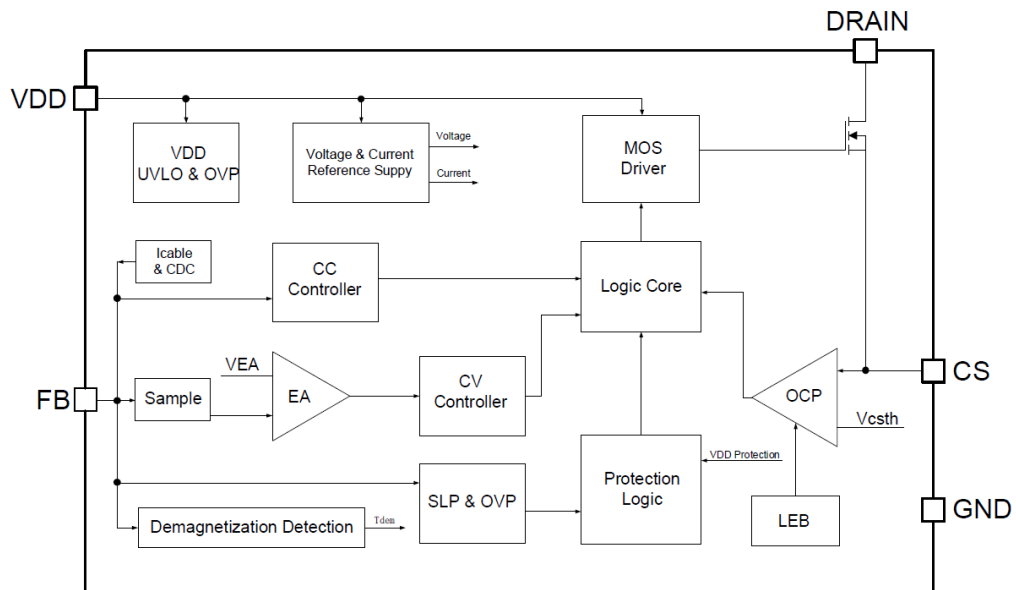 DRAIN
VDD
VDD
UVLO & OVP
Voltage & Current
Reference Suppy
Voltage
Current
MOS
Driver
Icable
& CDC
CC
Controller
Logic Core
FB
Sample
VEA
EA
CV
Controller
OCP
CS
Vcsth
SLP & OVP
Protection
Logic
VDD Protection
LEB
GND
Demagnetization Detection
Tdem